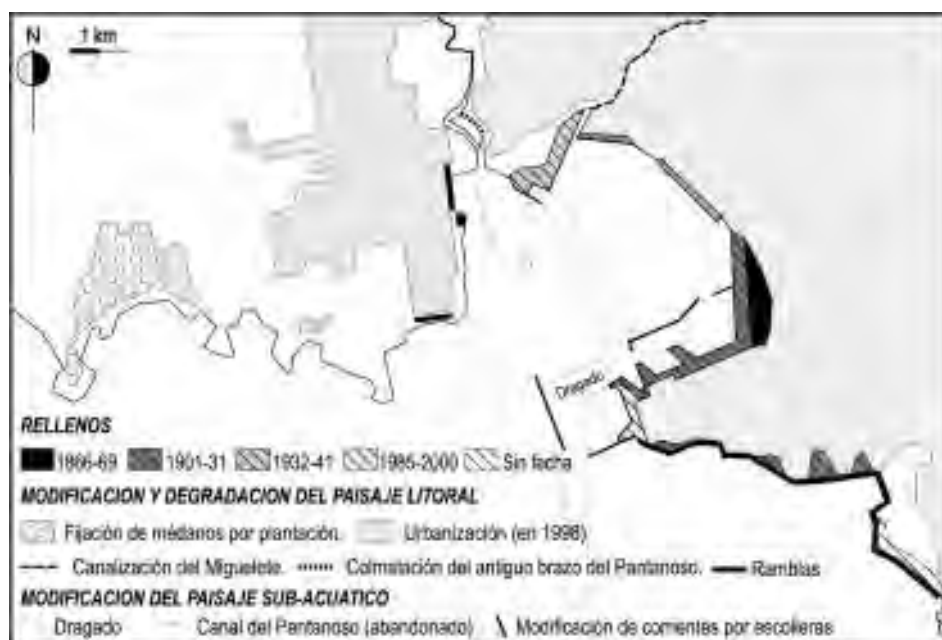 N 1 km
Dragado
RELLENOS
1866-69 1901-31 1932-41 1985-2000 Sin fecha
MODIFICACION Y DEGRADACION DEL PAISAJE LITORAL
Fijación de médanos por plantación. Urbanización (en 1998)
Canalización del Miguelete. Colmatación del antiguo brazo del Pantanoso. Ramblas
MODIFICACION DEL PAISAJE SUB-ACUATICO
Dragado Canal del Pantanoso (abandonado) Modificación de corrientes por escolleras